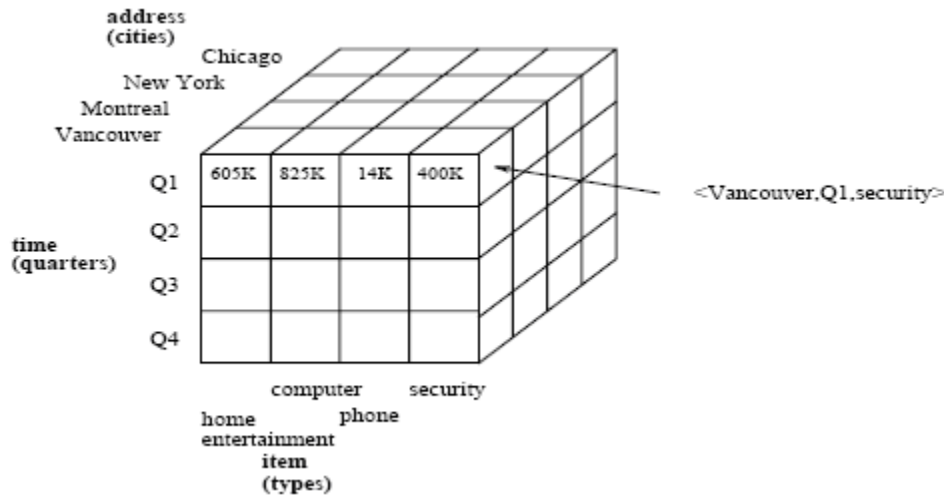 address
(cities)
Chicago
New York
Montreal
Vancouver
Q1 605K 825K 14K 400K
<Vancouver,Q1,security>
Q2
time
(quarters)
Q3
Q4
computer security
home phone
entertainment
item
(types)